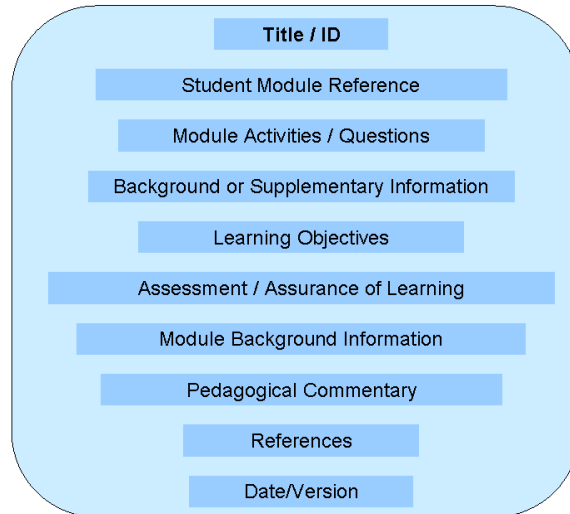 Title / ID
Student Module Reference
Module Activities / Questions
Background or Supplementary Information
Learning Objectives
Assessment / Assurance of Learning
Module Background Information
Pedagogical Commentary
References
Date/Version